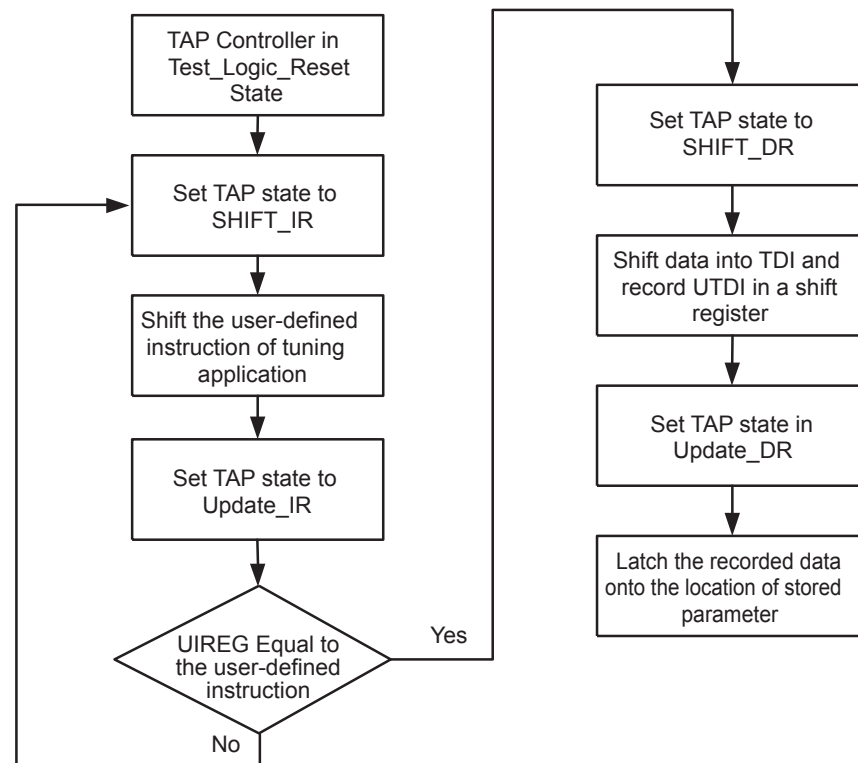 TAP Controller in
Test_Logic_Reset
State
Set TAP state to
SHIFT_IR
Shift the user-defined
instruction of tuning
application
Set TAP state to
Update_IR
UIREG Equal to
the user-defined
instruction
Yes
No
Set TAP state to
SHIFT_DR
Shift data into TDI and
record UTDI in a shift
register
Set TAP state in
Update_DR
Latch the recorded data
onto the location of stored
parameter